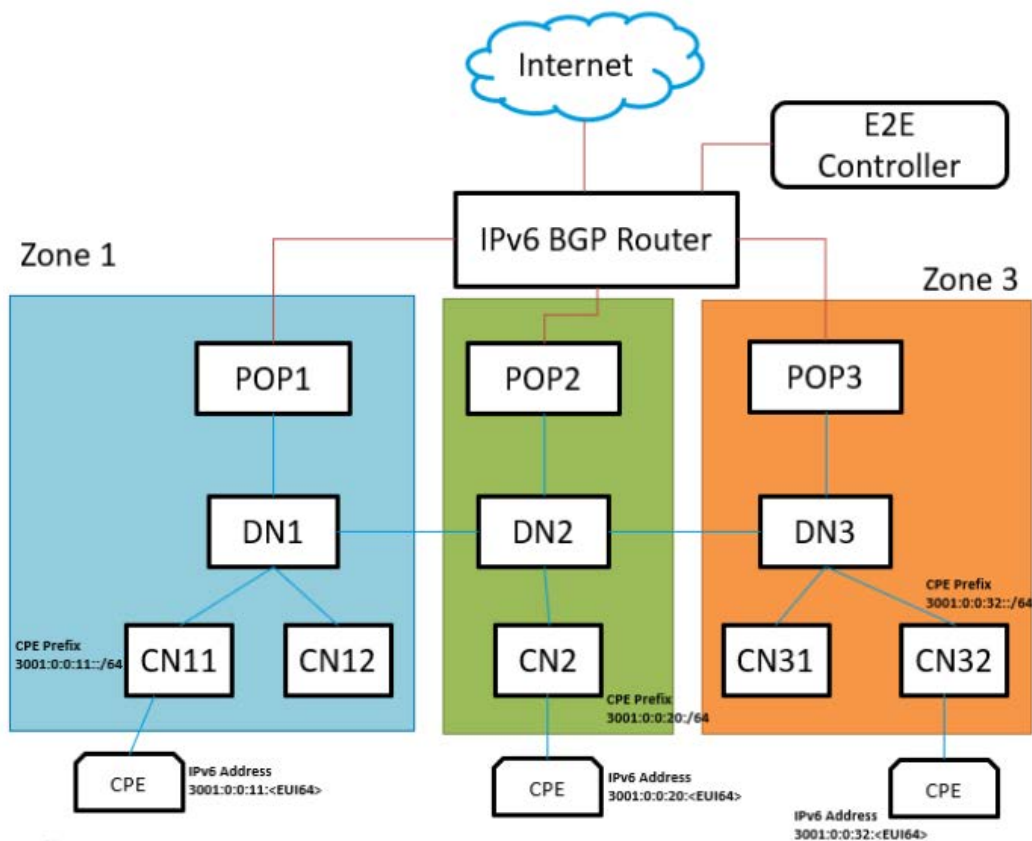 Internet
E2E
Controller
IPv6 BGP Router
Zone 1
Zone 3
POP1
POP2
POP3
DN1
DN2
DN3
CPE Prefix
3001:0:0:32::/64
CPE Prefix
3001:0:0:11::/64
CN11
CN12
CN2
CN31
CN32
CPE Prefix
3001:0:0:20:/64
CPE
IPv6 Address
3001:0:0:11:<EUI64>
CPE
IPv6 Address
3001:0:0:20:<EUI64>
CPE
IPv6 Address
3001:0:0:32:<EUI64>